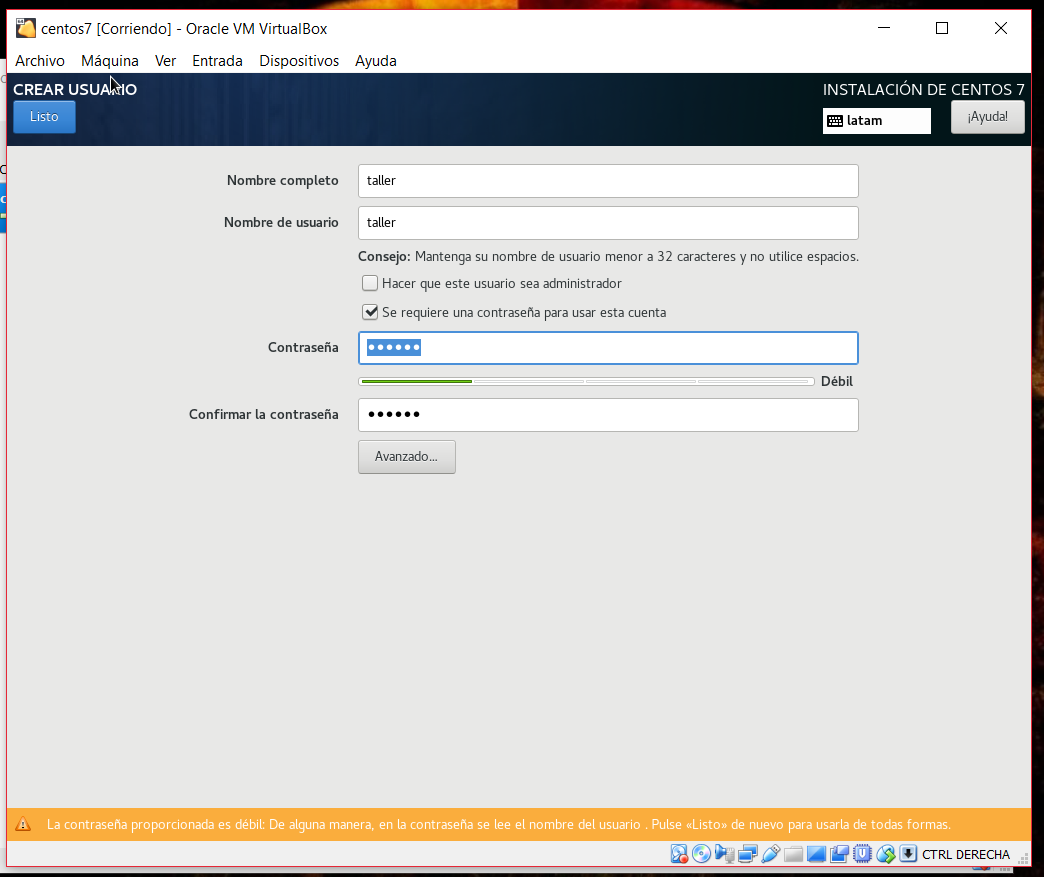 centos7 [Corriendo] - Oracle VM VirtualBox
Archivo Máquina Ver Entrada Dispositivos Ayuda
CREAR USUARIO
INSTALACIÓN DE CENTOS 7
Listo
latam
¡Ayuda!
Nombre completo
taller
Nombre de usuario
taller
Consejo: Mantenga su nombre de usuario menor a 32 caracteres y no utilice espacios.
Hacer que este usuario sea administrador
Se requiere una contraseña para usar esta cuenta
Contraseña
••••••
Débil
Confirmar la contraseña
••••••
Avanzado...
La contraseña proporcionada es débil: De alguna manera, en la contraseña se lee el nombre del usuario . Pulse «Listo» de nuevo para usarla de todas formas.
CTRL DERECHA